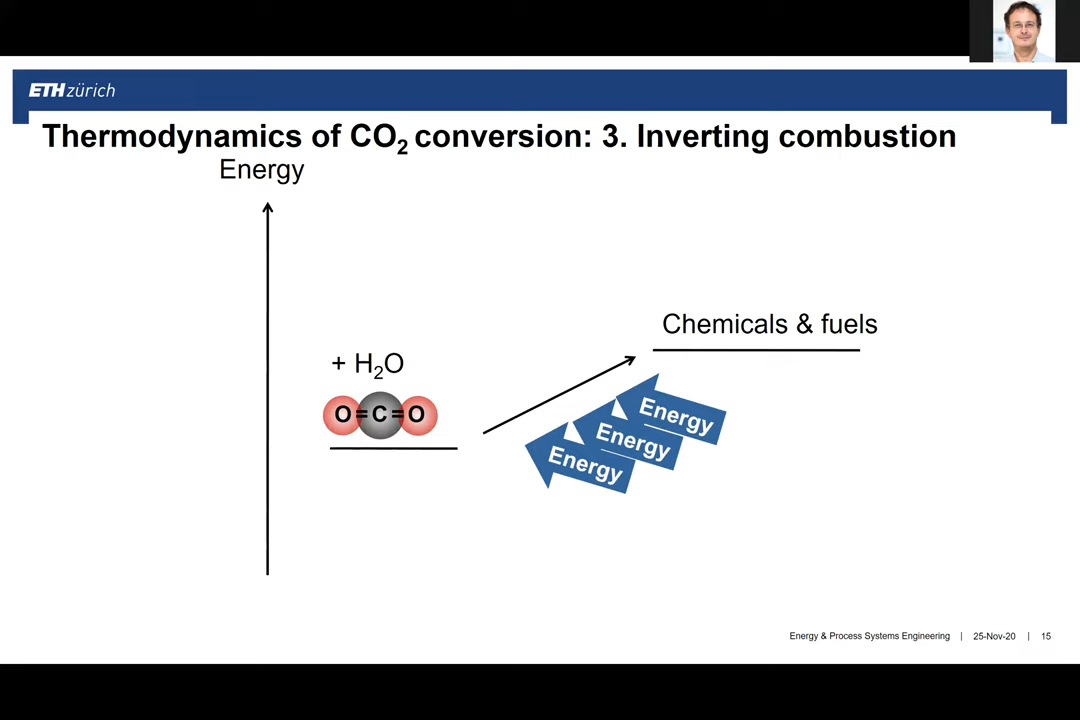 ETH zürich
Thermodynamics of CO2 conversion: 3. Inverting combustion
Energy
Chemicals & fuels
+ H2O
O=C=O
Energy
Energy
Energy
Energy & Process Systems Engineering | 25-Nov-20 | 15